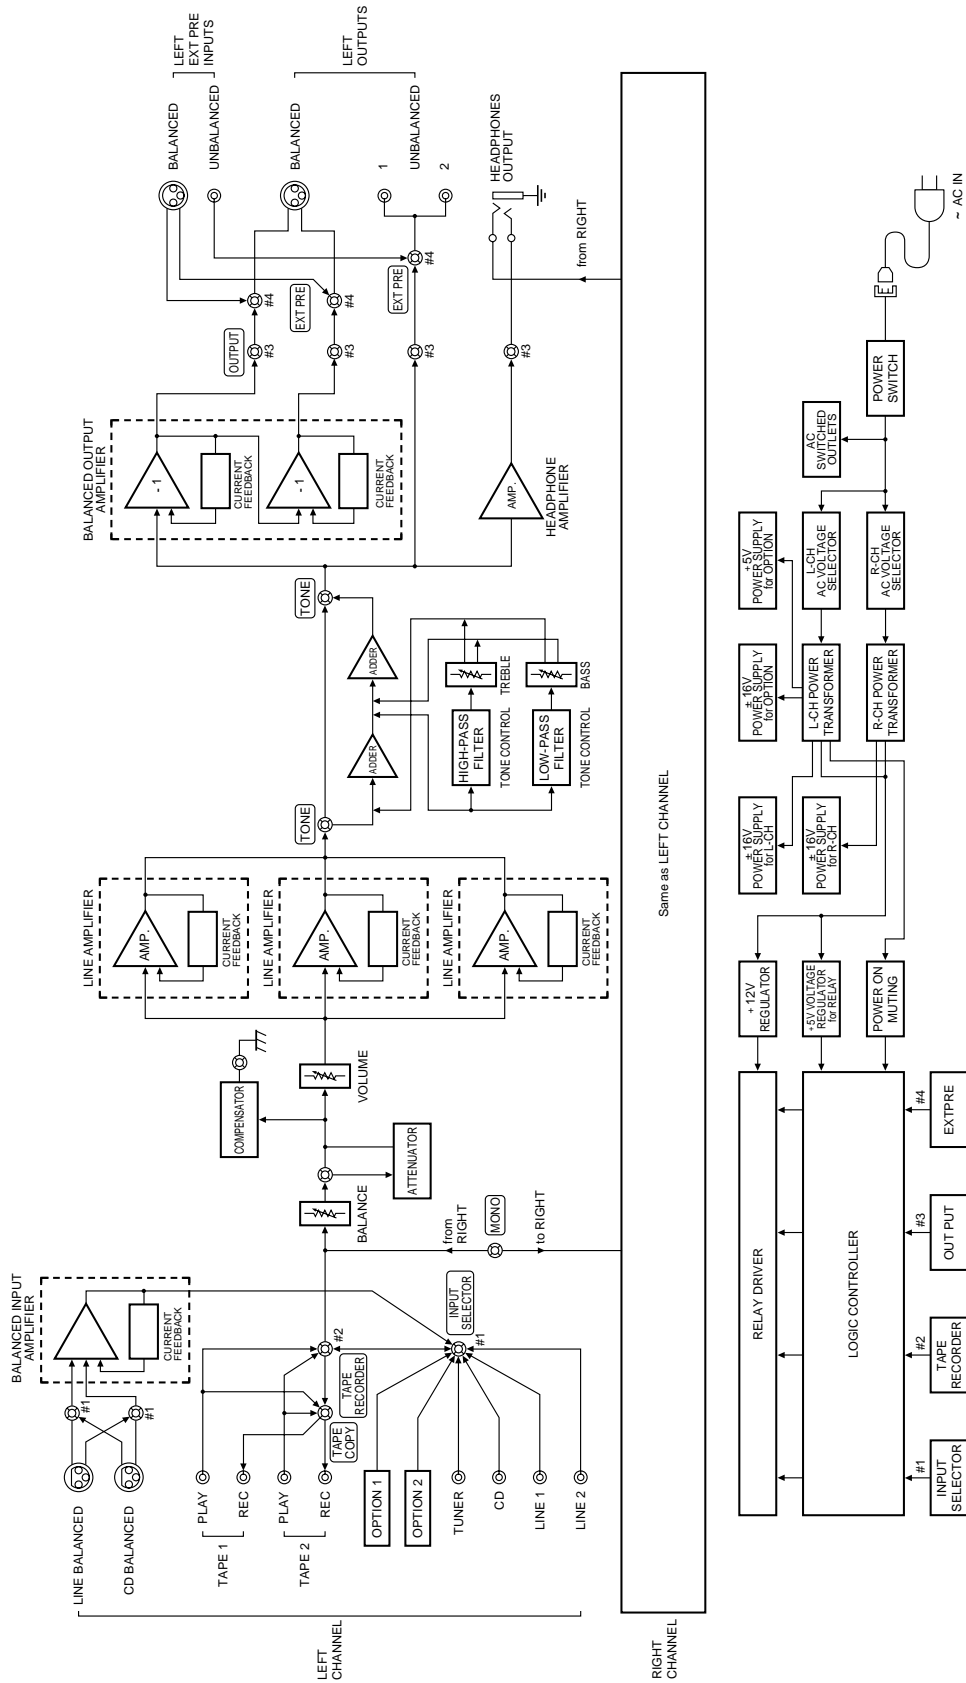 LEFT
CHANNEL
LINE BALANCED
CD BALANCED
#1
#1
BALANCED INPUT
AMPLIFIER
CURRENT
FEEDBACK
TAPE 1
PLAY
REC
TAPE 2
PLAY
REC
TAPE
COPY
TAPE
RECORDER
#2
OPTION 1
OPTION 2
TUNER
CD
LINE 1
LINE 2
INPUT
SELECTOR
#1
from
RIGHT
MONO
to RIGHT
BALANCE
ATTENUATOR
COMPENSATOR
VOLUME
LINE AMPLIFIER
AMP.
CURRENT
FEEDBACK
LINE AMPLIFIER
AMP.
CURRENT
FEEDBACK
LINE AMPLIFIER
AMP.
CURRENT
FEEDBACK
TONE
ADDER
ADDER
TONE
HIGH-PASS
FILTER
TONE CONTROL
TREBLE
LOW-PASS
FILTER
TONE CONTROL
BASS
BALANCED OUTPUT
AMPLIFIER
- 1
CURRENT
FEEDBACK
- 1
CURRENT
FEEDBACK
AMP.
HEADPHONE
AMPLIFIER
OUTPUT
#3
#4
EXT PRE
#3
#4
EXT PRE
#3
#4
#3
BALANCED
UNBALANCED
LEFT
EXT PRE
INPUTS
BALANCED
1
UNBALANCED
2
LEFT
OUTPUTS
HEADPHONES
OUTPUT
from RIGHT
RIGHT
CHANNEL
Same as LEFT CHANNEL
RELAY DRIVER
LOGIC CONTROLLER
#1
INPUT
SELECTOR
#2
TAPE
RECORDER
#3
OUT PUT
#4
EXTPRE
+12V
REGULATOR
+5V VOLTAGE
REGULATOR
for RELAY
POWER ON
MUTING
±16V
POWER SUPPLY
for L-CH
±16V
POWER SUPPLY
for R-CH
±16V
POWER SUPPLY
for OPTION
+5V
POWER SUPPLY
for OPTION
L-CH POWER
TRANSFORMER
R-CH POWER
TRANSFORMER
L-CH
AC VOLTAGE
SELECTOR
R-CH
AC VOLTAGE
SELECTOR
AC
SWITCHED
OUTLETS
POWER
SWITCH
~ AC IN